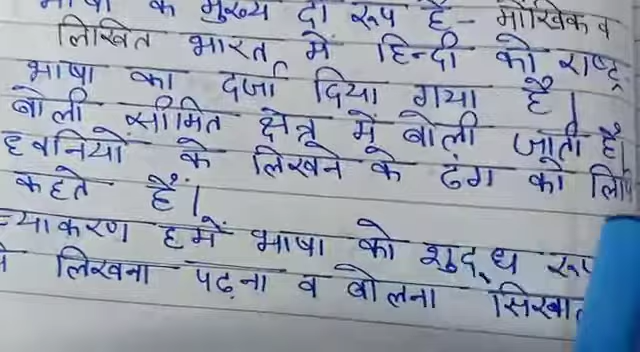 भाषा के मुख्य दो रूप है - मौखिक व
लिखित भारत में हिन्दी को राष्ट्र
भाषा का दर्जा दिया गया है।
बोली सीमित क्षेत्र में बोली जाती है।
ध्वनियों के लिखने के ढंग को लिपि
कहते हैं।
व्याकरण हमें भाषा को शुद्ध रूप
लिखना पढ़ना व बोलना